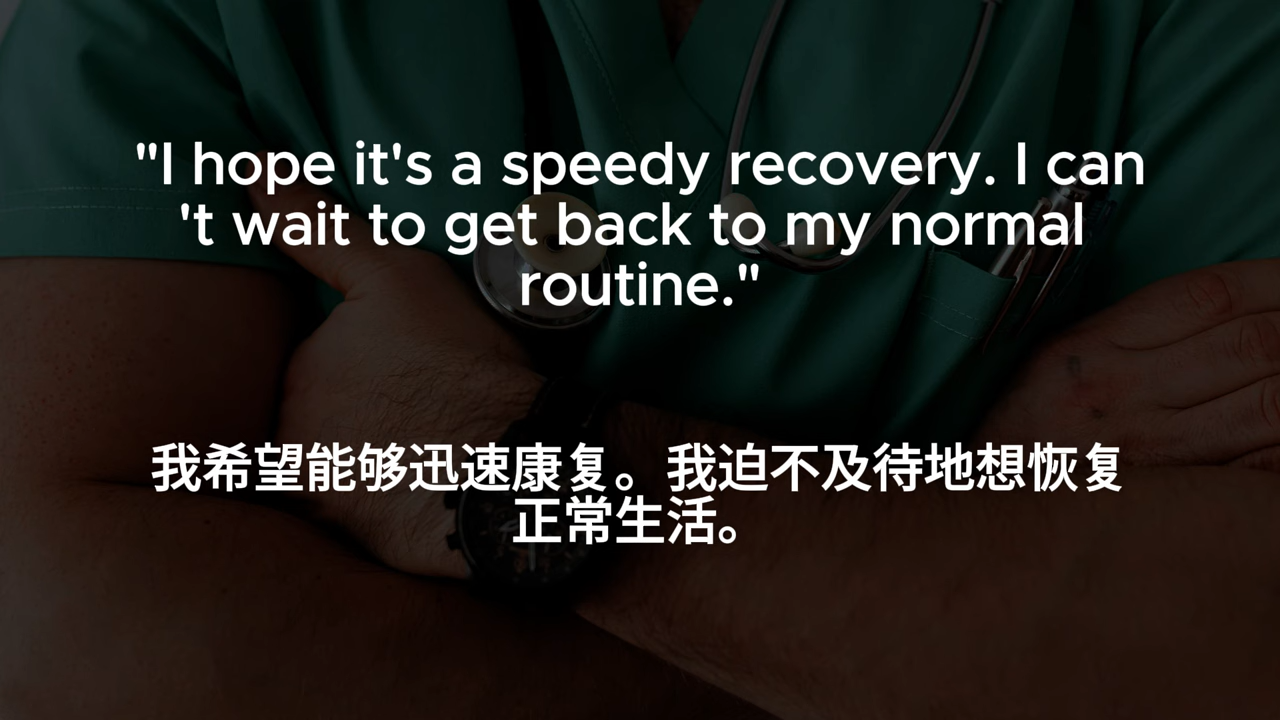 "I hope it's a speedy recovery. I can
't wait to get back to my normal
routine."
我希望能够迅速康复。我迫不及待地想恢复
正常生活。